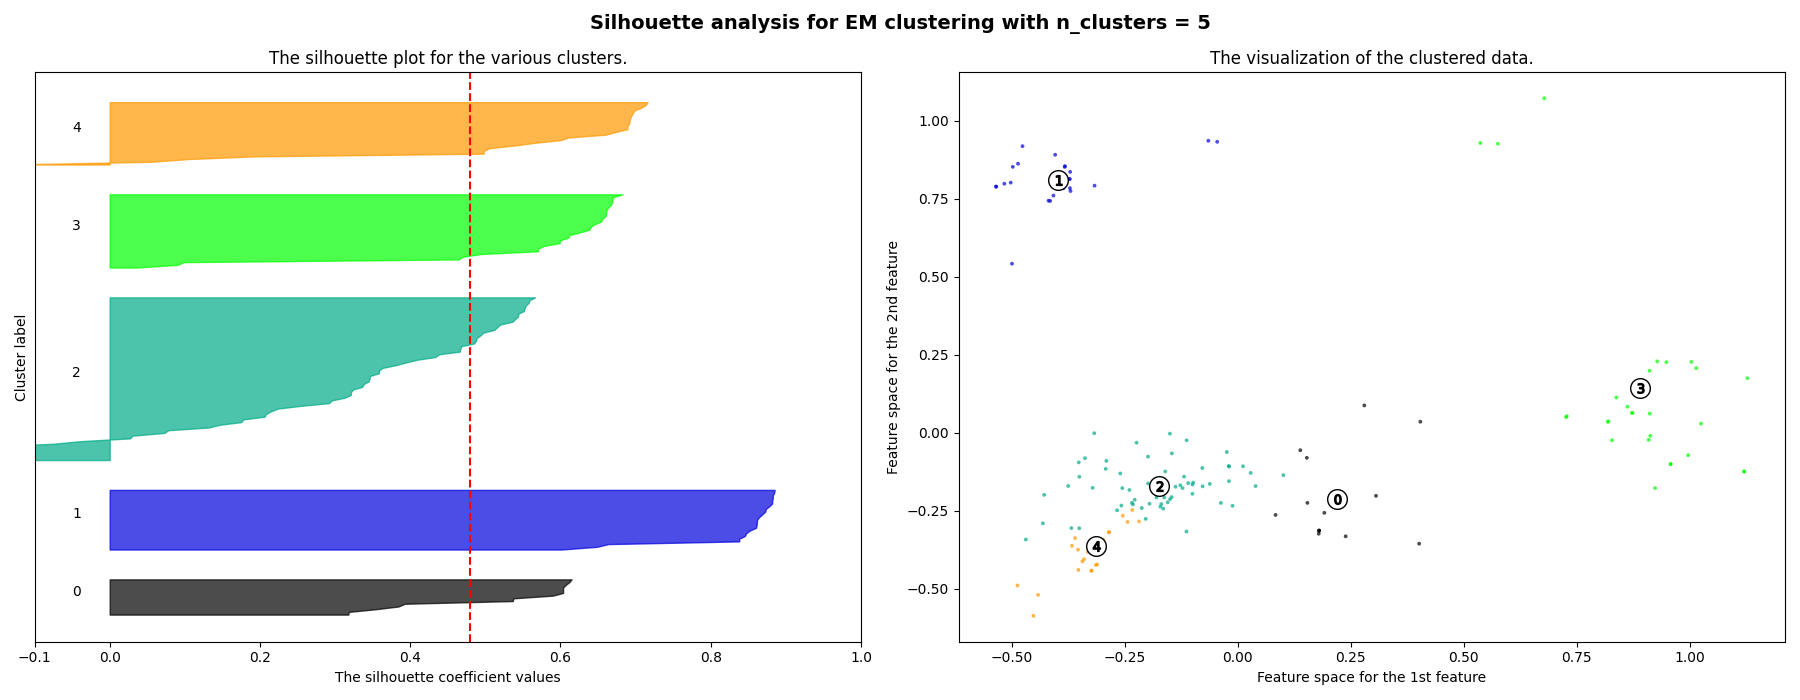 Silhouette analysis for EM clustering with n_clusters = 5
The silhouette plot for the various clusters.
4
3
2
1
0
Cluster label
−0.1 0.0 0.2 0.4 0.6 0.8 1.0
The silhouette coefficient values
The visualization of the clustered data.
1.00
0.75
0.50
0.25
0.00
−0.25
−0.50
Feature space for the 2nd feature
1
3
2
0
4
−0.50 −0.25 0.00 0.25 0.50 0.75 1.00
Feature space for the 1st feature